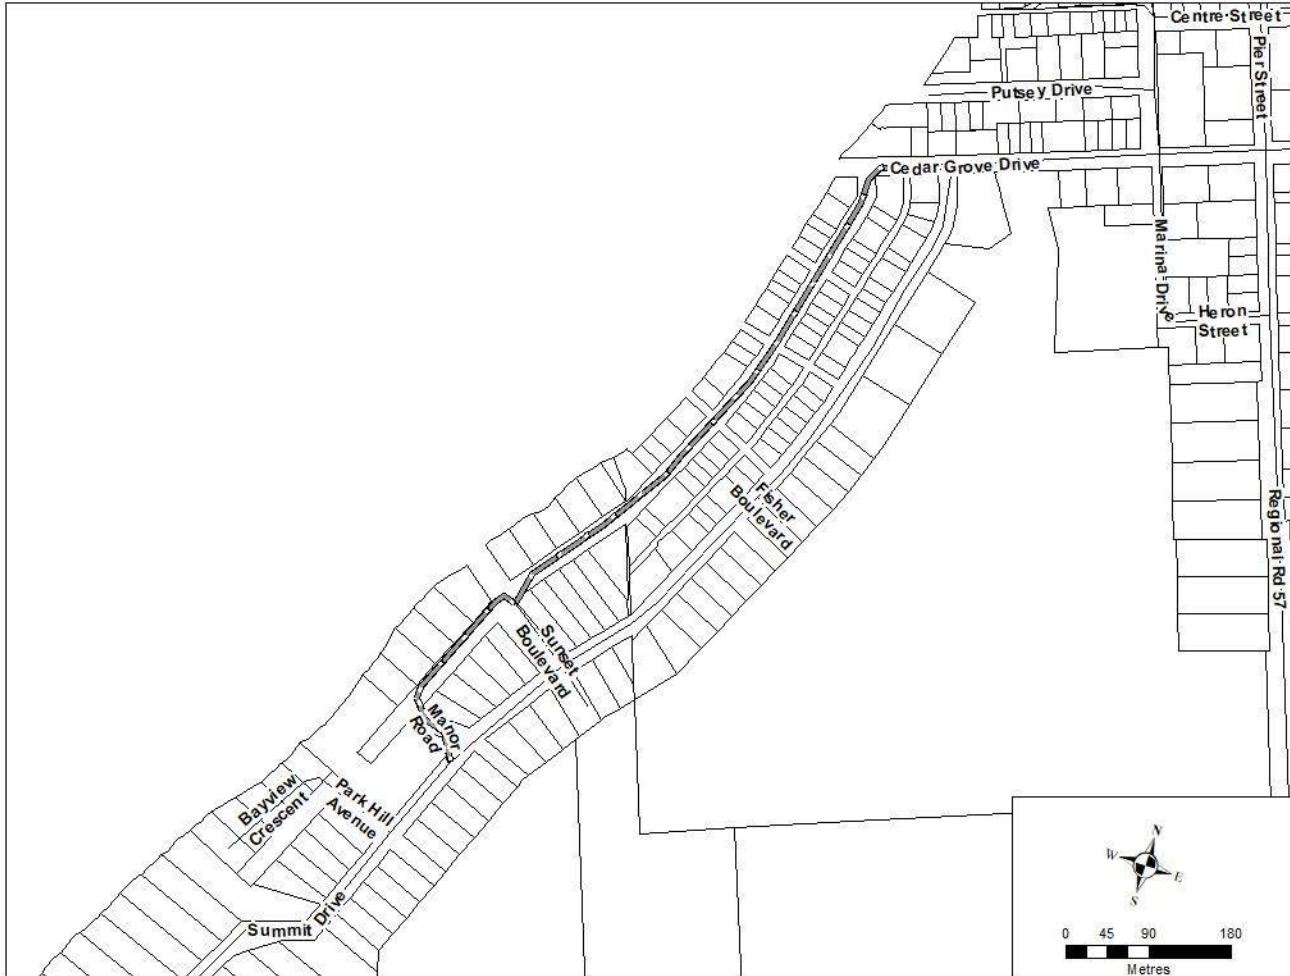 Centre Street
Pier Street
Putsey Drive
Cedar Grove Drive
Marina Drive
Heron
Street
Regional Rd 57
Fisher
Boulevard
Sunset
Boulevard
Manor
Road
Park Hill
Avenue
Bayview
Crescent
Summit Drive
N
W
E
S
0 45 90 180
Metres